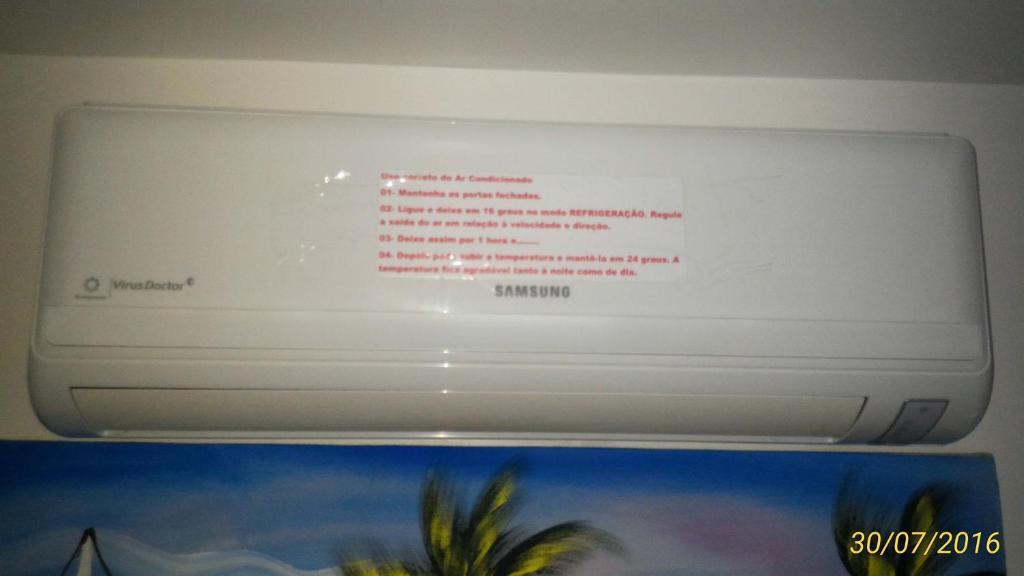 Uso correto do Ar Condicionado
01- Mantenha as portas fechadas.
02- Ligue e deixe em 16 graus no modo REFRIGERAÇÃO. Regule
a saída do ar em relação à velocidade e direção.
03- Deixe assim por 1 hora e.......
04- Depois pode subir a temperatura e mantê-la em 24 graus. A
temperatura fica agradável tanto à noite como de dia.
Virus Doctor
SAMSUNG
30/07/2016